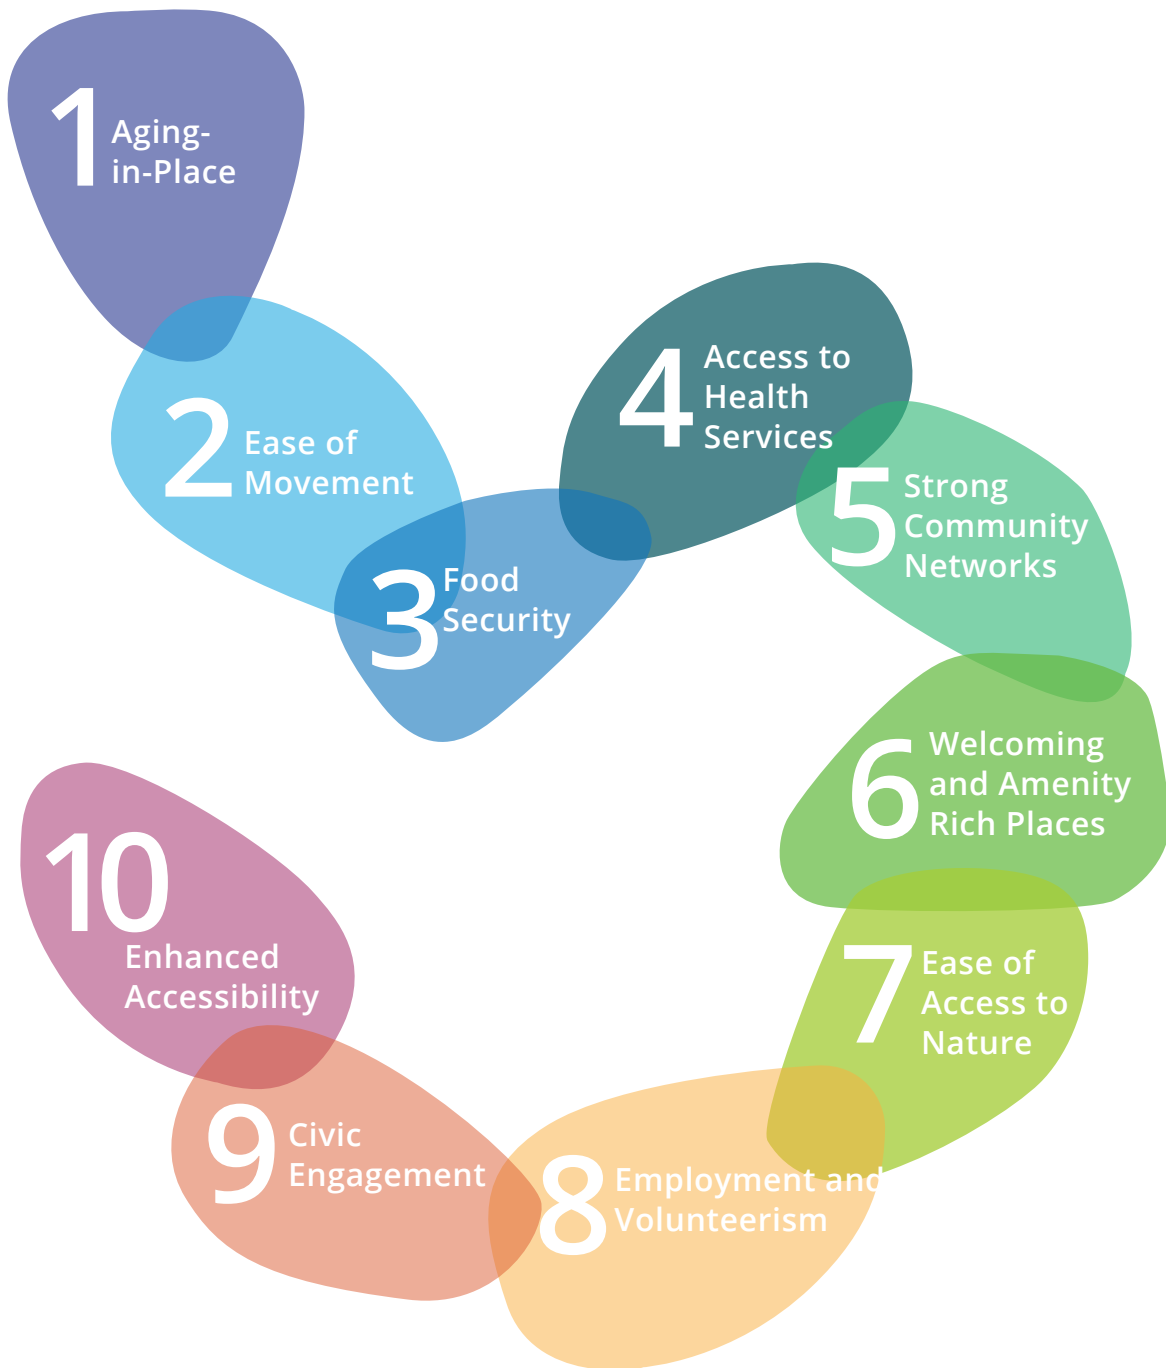 1
Aging-
in-Place
2
Ease of
Movement
3
Food
Security
4
Access to
Health
Services
5
Strong
Community
Networks
6
Welcoming
and Amenity
Rich Places
7
Ease of
Access to
Nature
8
Employment and
Volunteerism
9
Civic
Engagement
10
Enhanced
Accessibility